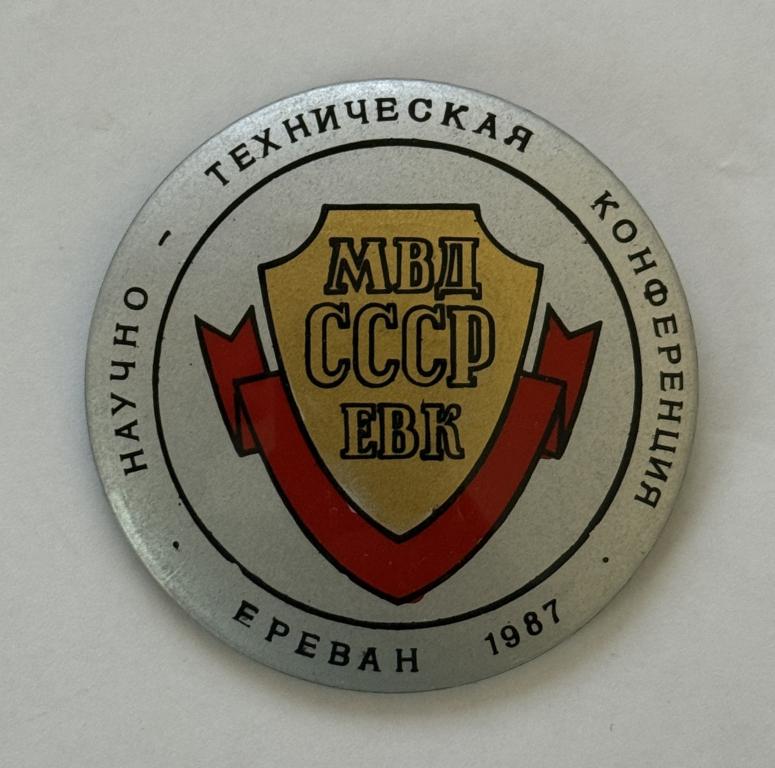 НАУЧНО - ТЕХНИЧЕСКАЯ КОНФЕРЕНЦИЯ
МВД
СССР
ЕВК
ЕРЕВАН 1987